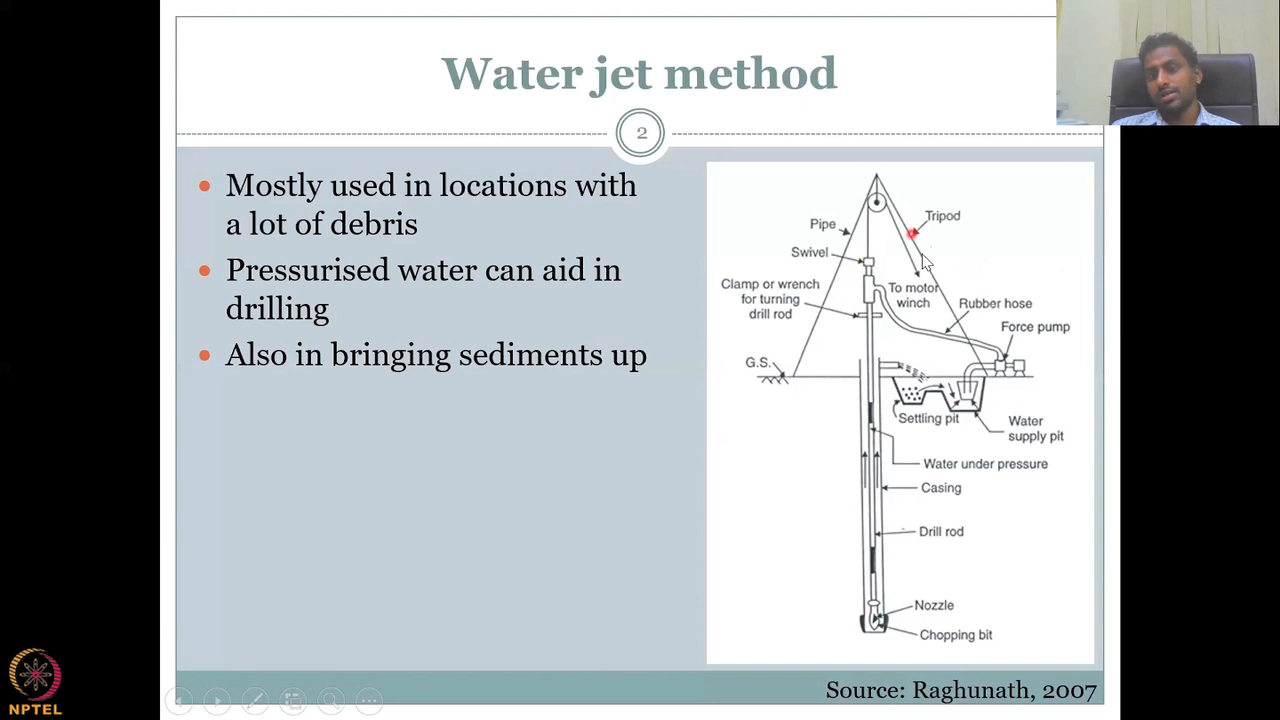 Water jet method
2
Mostly used in locations with
a lot of debris
Pressurised water can aid in
drilling
Also in bringing sediments up
Pipe
Tripod
Swivel
Clamp or wrench
for turning
drill rod
To motor
winch
Rubber hose
Force pump
G.S.
Settling pit
Water
supply pit
Water under pressure
Casing
Drill rod
Nozzle
Chopping bit
Source: Raghunath, 2007
NPTEL